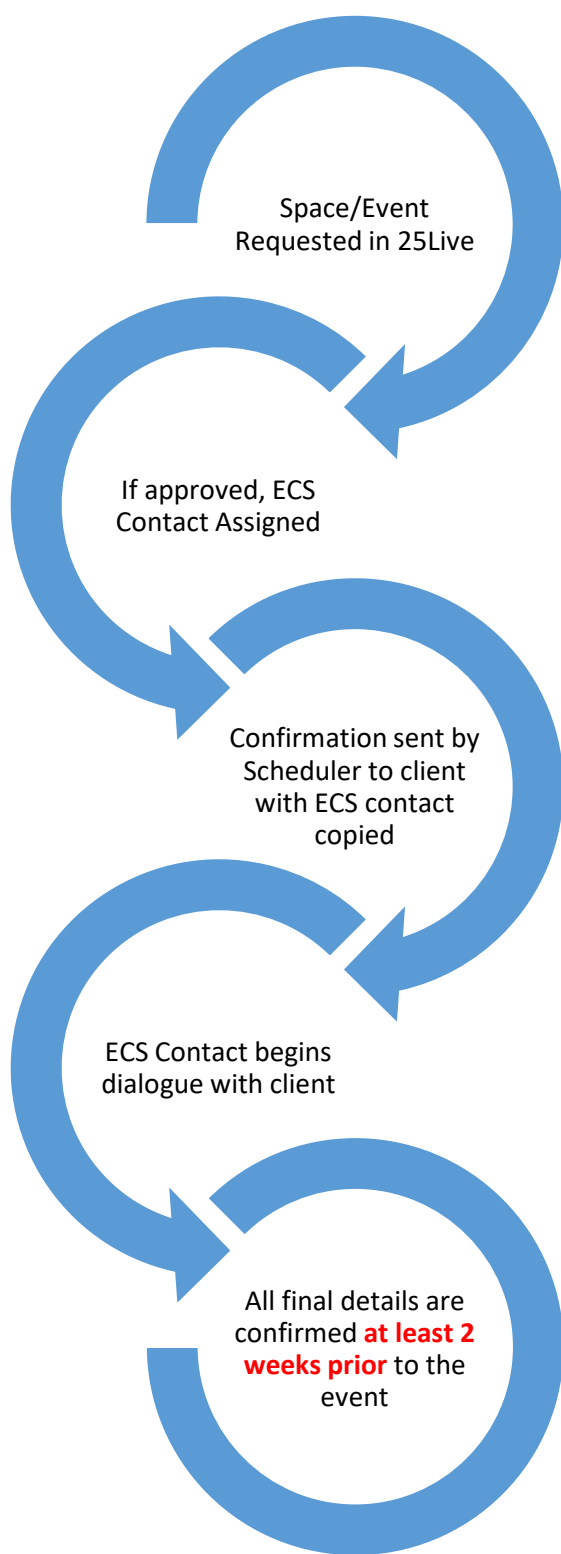 Space/Event
Requested in 25Live
If approved, ECS
Contact Assigned
Confirmation sent by
Scheduler to client
with ECS contact
copied
ECS Contact begins
dialogue with client
All final details are
confirmed at least 2
weeks prior to the
event